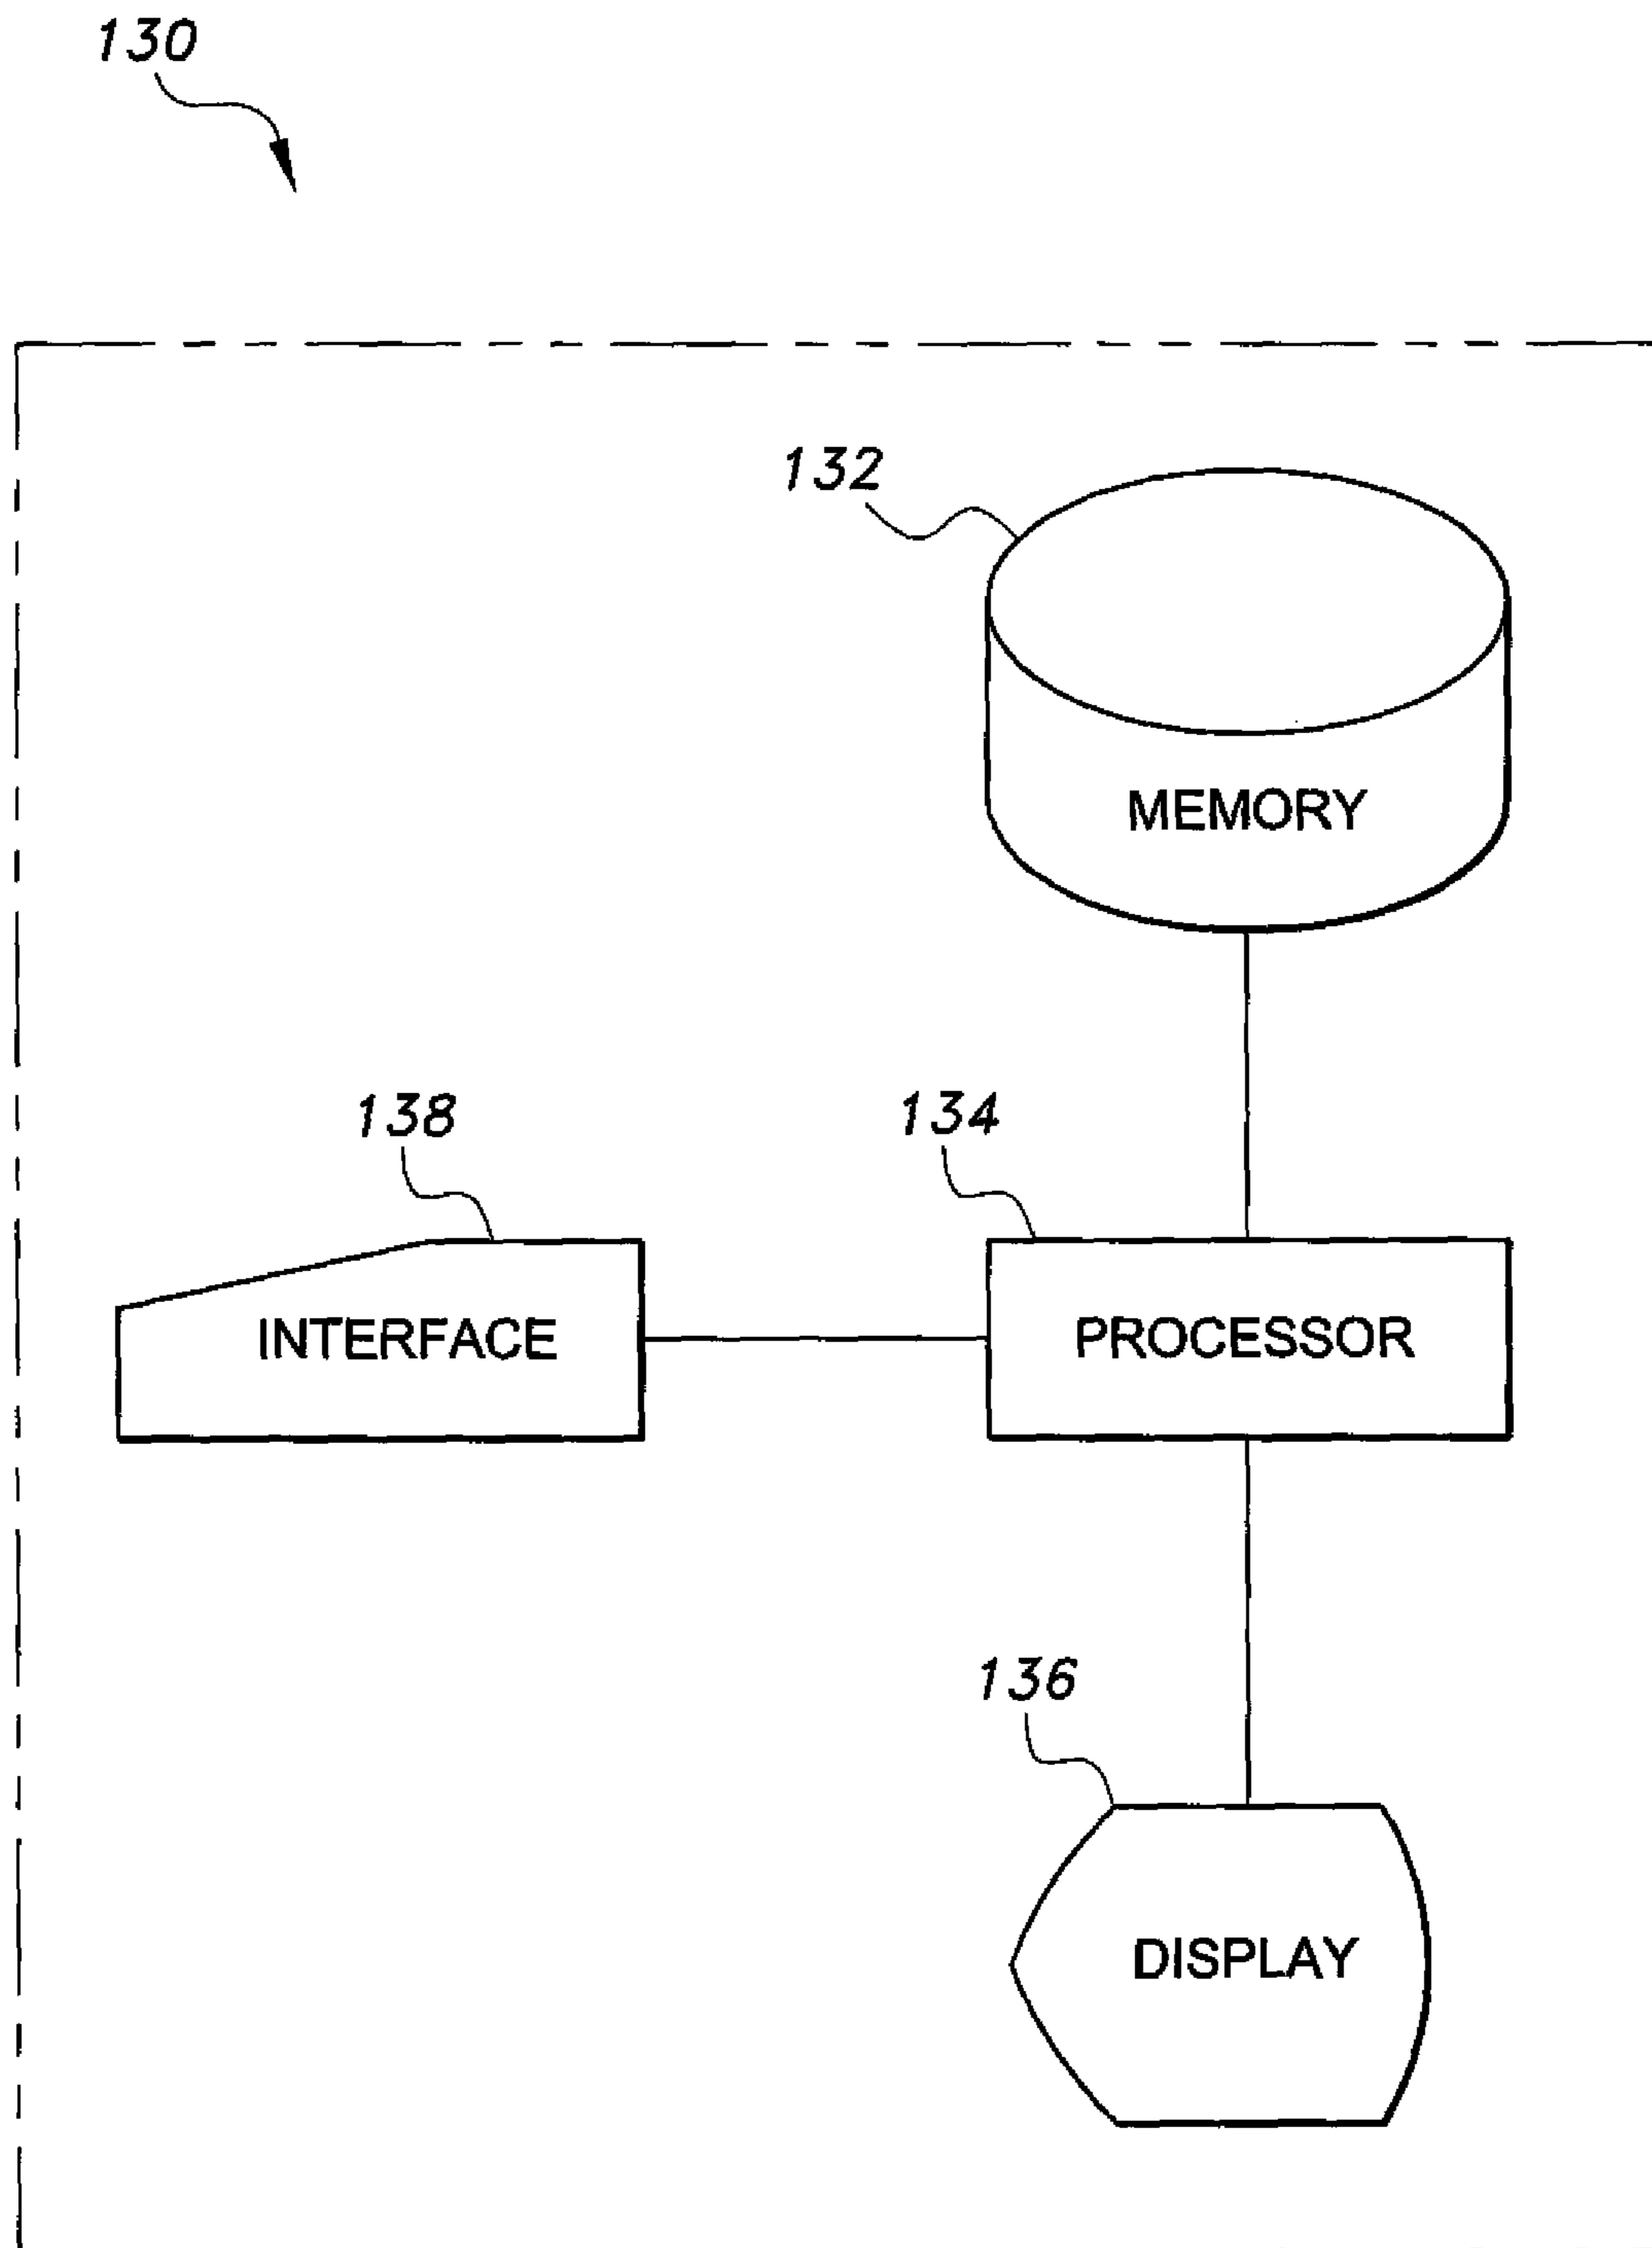 130
132
MEMORY
138
134
INTERFACE
PROCESSOR
136
DISPLAY